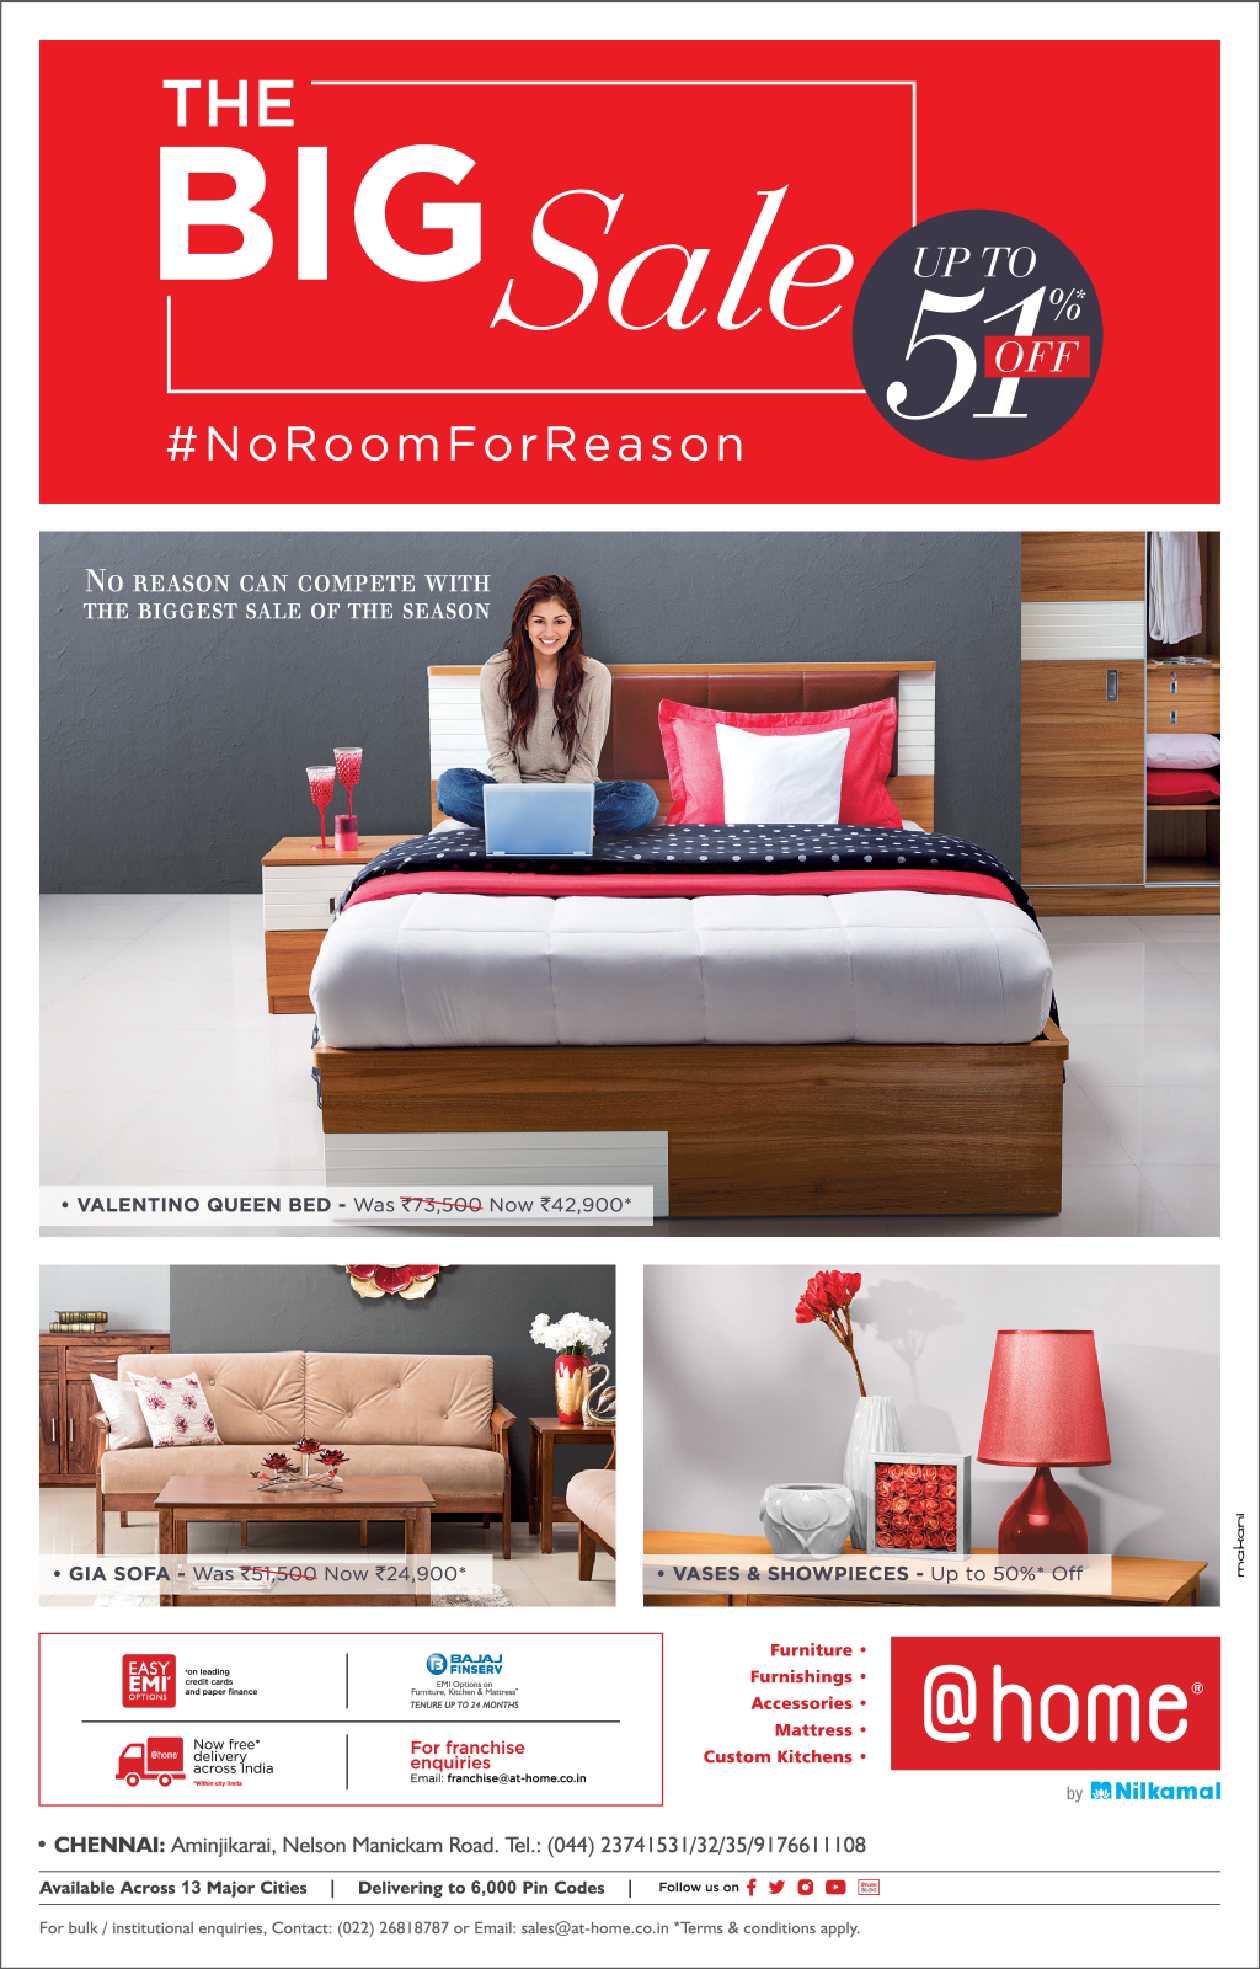 THE
BIG
Sale
UP TO
51%*
OFF
#NoRoomForReason
NO REASON CAN COMPETE WITH
THE BIGGEST SALE OF THE SEASON
• VALENTINO QUEEN BED - Was ₹73,500 Now ₹42,900*
• GIA SOFA - Was ₹51,500 Now ₹24,900*
• VASES & SHOWPIECES - Up to 50%* Off
makani
EASY
EMI*
OPTIONS
*on leading
credit cards
and paper finance
BAJAJ
FINSERV
EMI Options on
Furniture, Kitchen & Mattress*
TENURE UP TO 24 MONTHS
@home
Now free*
delivery
across India
*Within city limits
For franchise
enquiries
Email: franchise@at-home.co.in
Furniture •
Furnishings •
Accessories •
Mattress •
Custom Kitchens •
@home®
by Nilkamal
• CHENNAI: Aminjikarai, Nelson Manickam Road. Tel.: (044) 23741531/32/35/9176611108
Available Across 13 Major Cities | Delivering to 6,000 Pin Codes | Follow us on
For bulk / institutional enquiries, Contact: (022) 26818787 or Email: sales@at-home.co.in *Terms & conditions apply.